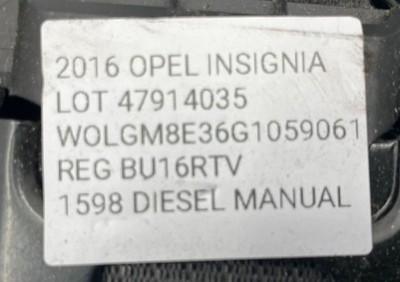 2016 OPEL INSIGNIA
LOT 47914035
WOLGM8E36G1059061
REG BU16RTV
1598 DIESEL MANUAL